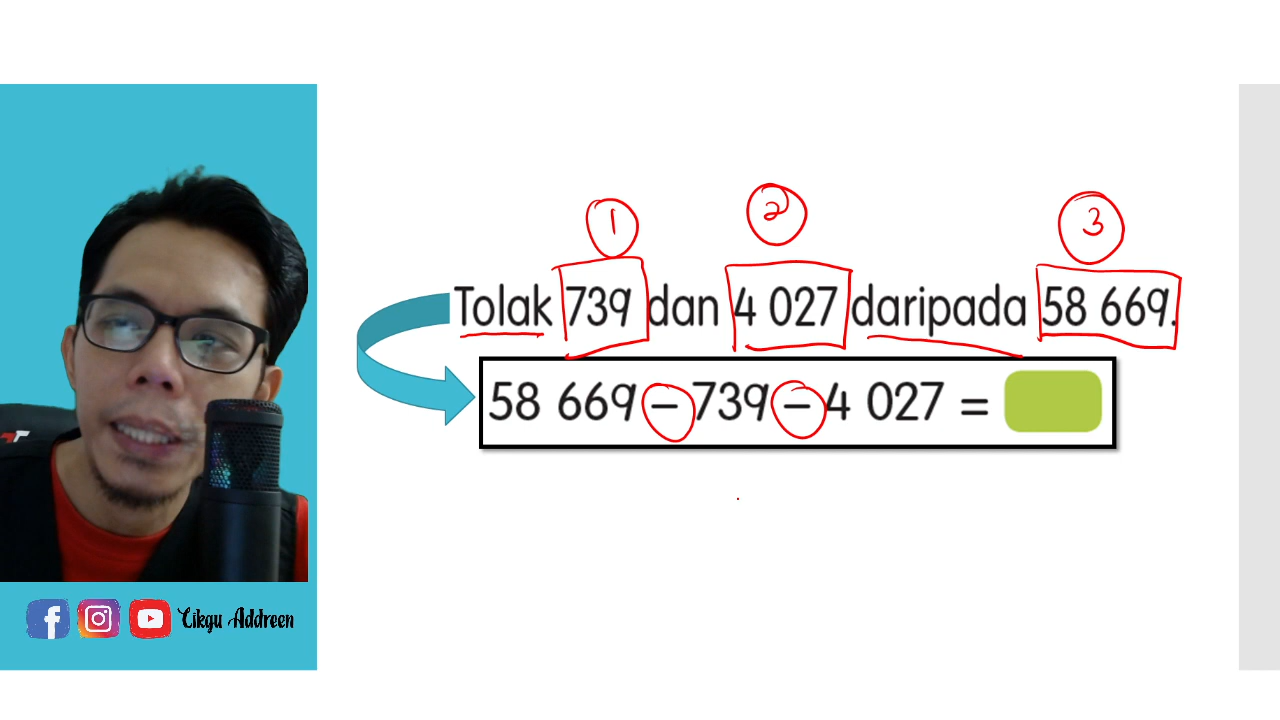 1 2 3
Tolak 739 dan 4 027 daripada 58 669.
58 669 – 739 – 4 027 =
Cikgu Addreen